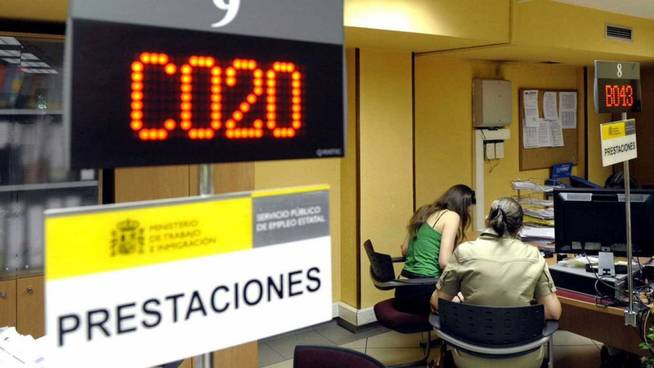 9
C020
MINISTERIO
DE TRABAJO
E INMIGRACIÓN
SERVICIO PÚBLICO
DE EMPLEO ESTATAL
PRESTACIONES
8
B043
PRESTACIONES